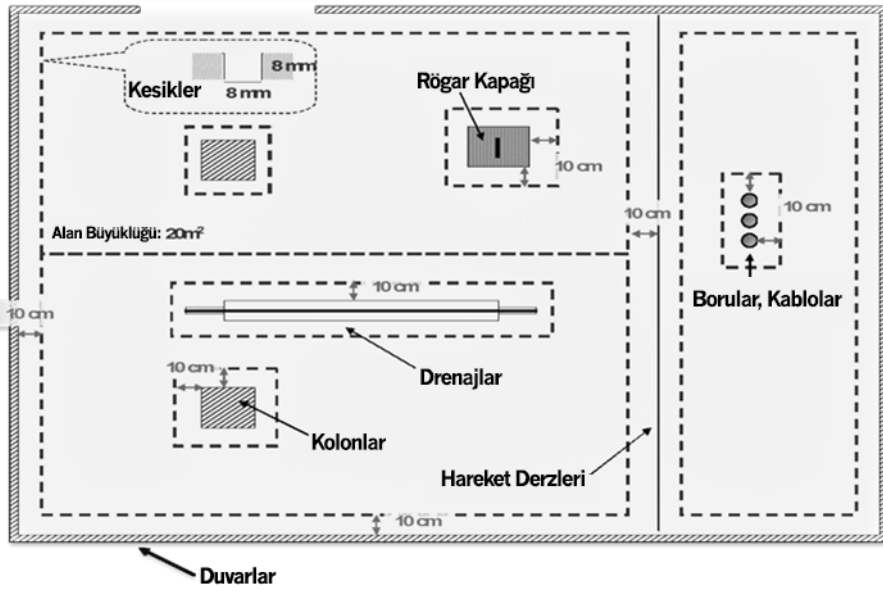 8 mm
Kesikler
8 mm
Rögar Kapağı
10 cm
10 cm
10 cm
Alan Büyüklüğü: 20m²
10 cm
Borular, Kablolar
10 cm
10 cm
Drenajlar
Kolonlar
Hareket Derzleri
10 cm
Duvarlar